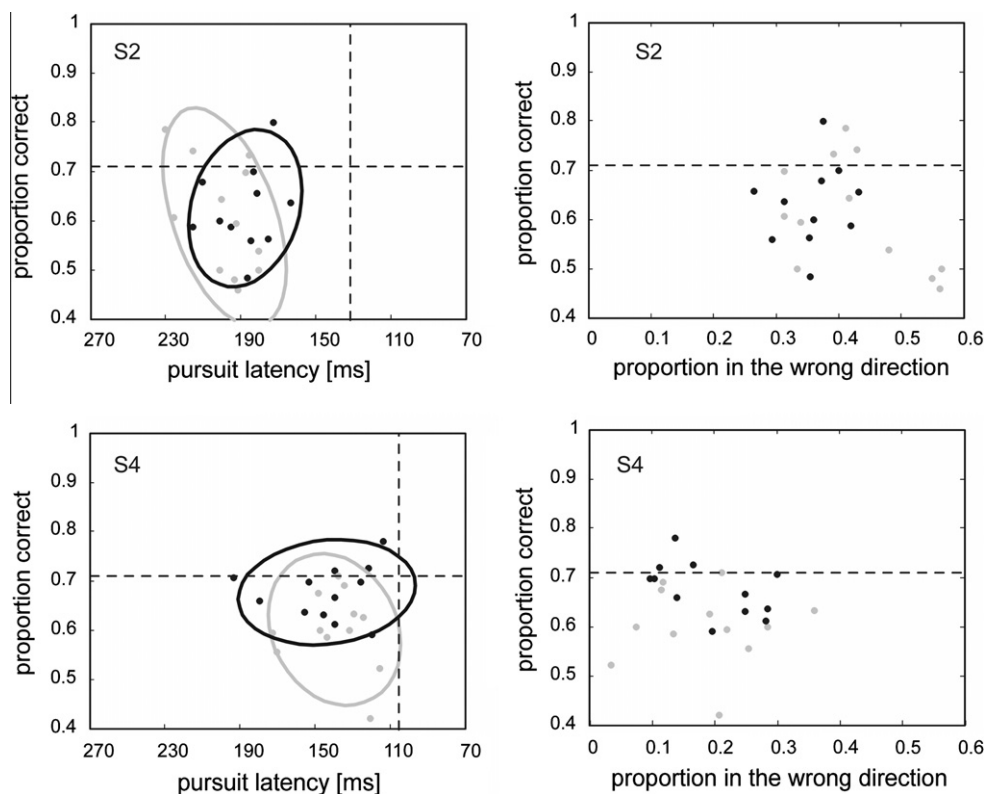 S2
1
0.9
0.8
0.7
0.6
0.5
0.4
proportion correct
270 230 190 150 110 70
pursuit latency [ms]
S2
1
0.9
0.8
0.7
0.6
0.5
0.4
proportion correct
0 0.1 0.2 0.3 0.4 0.5 0.6
proportion in the wrong direction
S4
1
0.9
0.8
0.7
0.6
0.5
0.4
proportion correct
270 230 190 150 110 70
pursuit latency [ms]
S4
1
0.9
0.8
0.7
0.6
0.5
0.4
proportion correct
0 0.1 0.2 0.3 0.4 0.5 0.6
proportion in the wrong direction